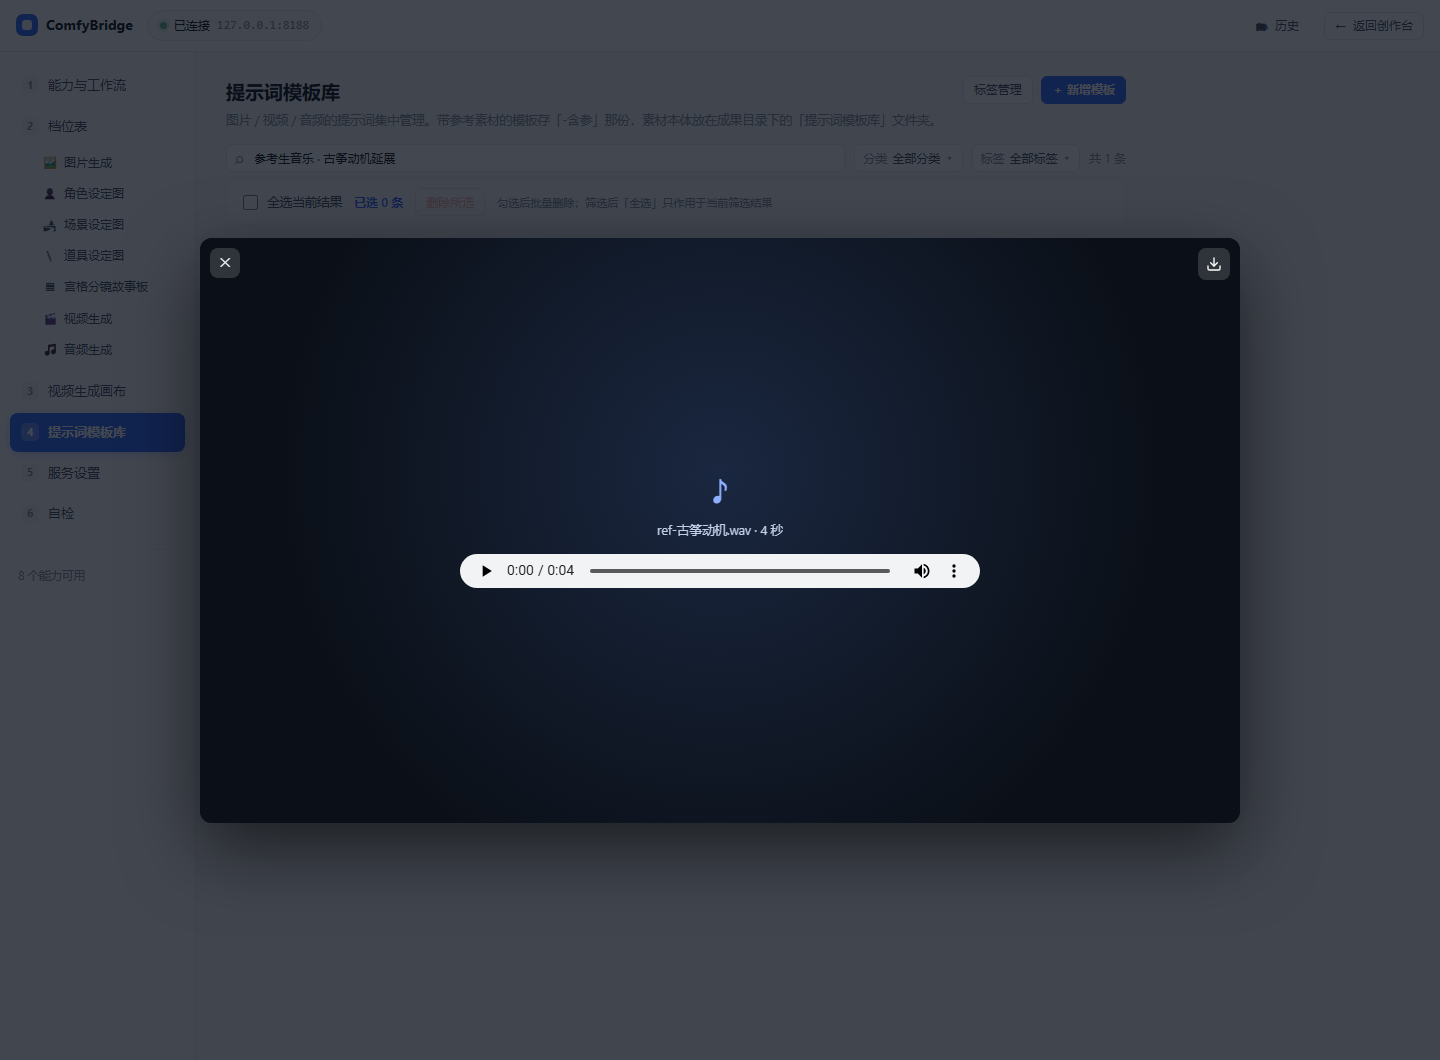 ComfyBridge
已连接 127.0.0.1:8188
历史
← 返回创作台
1 能力与工作流
2 档位表
图片生成
角色设定图
场景设定图
道具设定图
宫格分镜故事板
视频生成
音频生成
3 视频生成画布
4 提示词模板库
5 服务设置
6 自检
8 个能力可用
提示词模板库
标签管理
+ 新增模板
图片 / 视频 / 音频的提示词集中管理。带参考素材的模板存「-含参」那份，素材本体放在成果目录下的「提示词模板库」文件夹。
参考生音乐 · 古筝动机延展
分类 全部分类
标签 全部标签
共 1 条
全选当前结果
已选 0 条
删除所选
勾选后批量删除；筛选后「全选」只作用于当前筛选结果
ref-古筝动机.wav · 4 秒
0:00 / 0:04